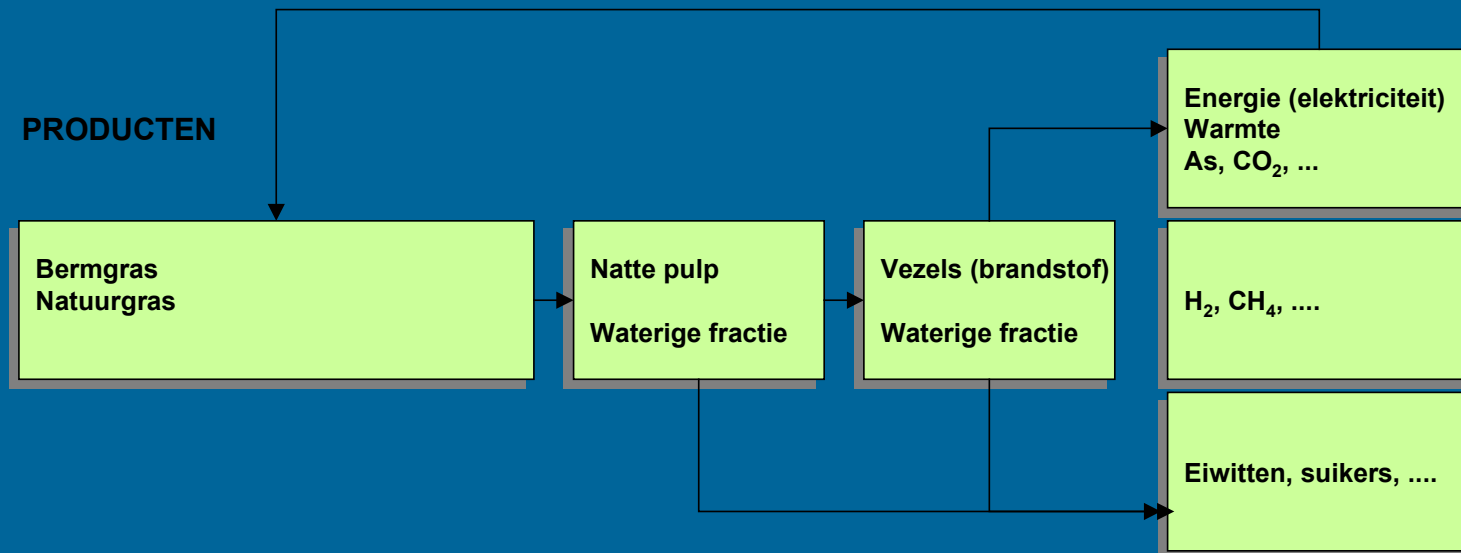 PRODUCTEN
Bermgras
Natuurgras
Natte pulp
Waterige fractie
Vezels (brandstof)
Waterige fractie
Energie (elektriciteit)
Warmte
As, CO₂, ...
H₂, CH₄, ....
Eiwitten, suikers, ....